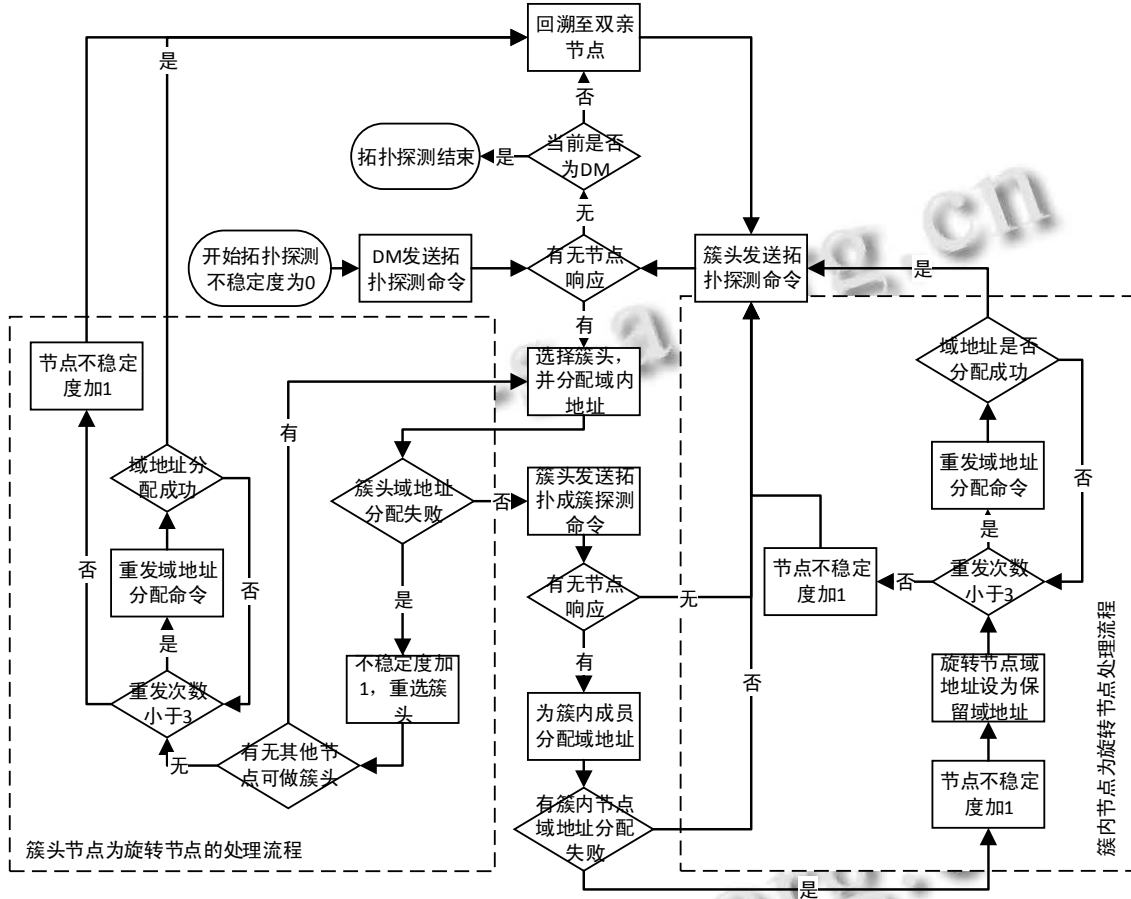 回溯至双亲
节点
是
否
当前是否
为DM
是
拓扑探测结束
无
开始拓扑探测
不稳定度为0
DM发送拓
扑探测命令
有无节点
响应
簇头发送拓
扑探测命令
是
有
节点不稳定
度加1
选择簇头，
并分配域内
地址
域地址是否
分配成功
有
域地址分
配成功
簇头域地址
分配失败
否
簇头发送拓
扑成簇探测
命令
重发域地址
分配命令
否
是
否
重发域地址
分配命令
否
是
有无节点
响应
无
节点不稳定
度加1
否
重发次数
小于3
是
有
重发次数
小于3
不稳定度加
1，重选簇
头
否
旋转节点域
地址设为保
留域地址
无
有无其他节
点可做簇头
为簇内成员
分配域地址
节点不稳定
度加1
有簇内节点
域地址分配
失败
是
簇头节点为旋转节点的处理流程
簇内节点为旋转节点处理流程